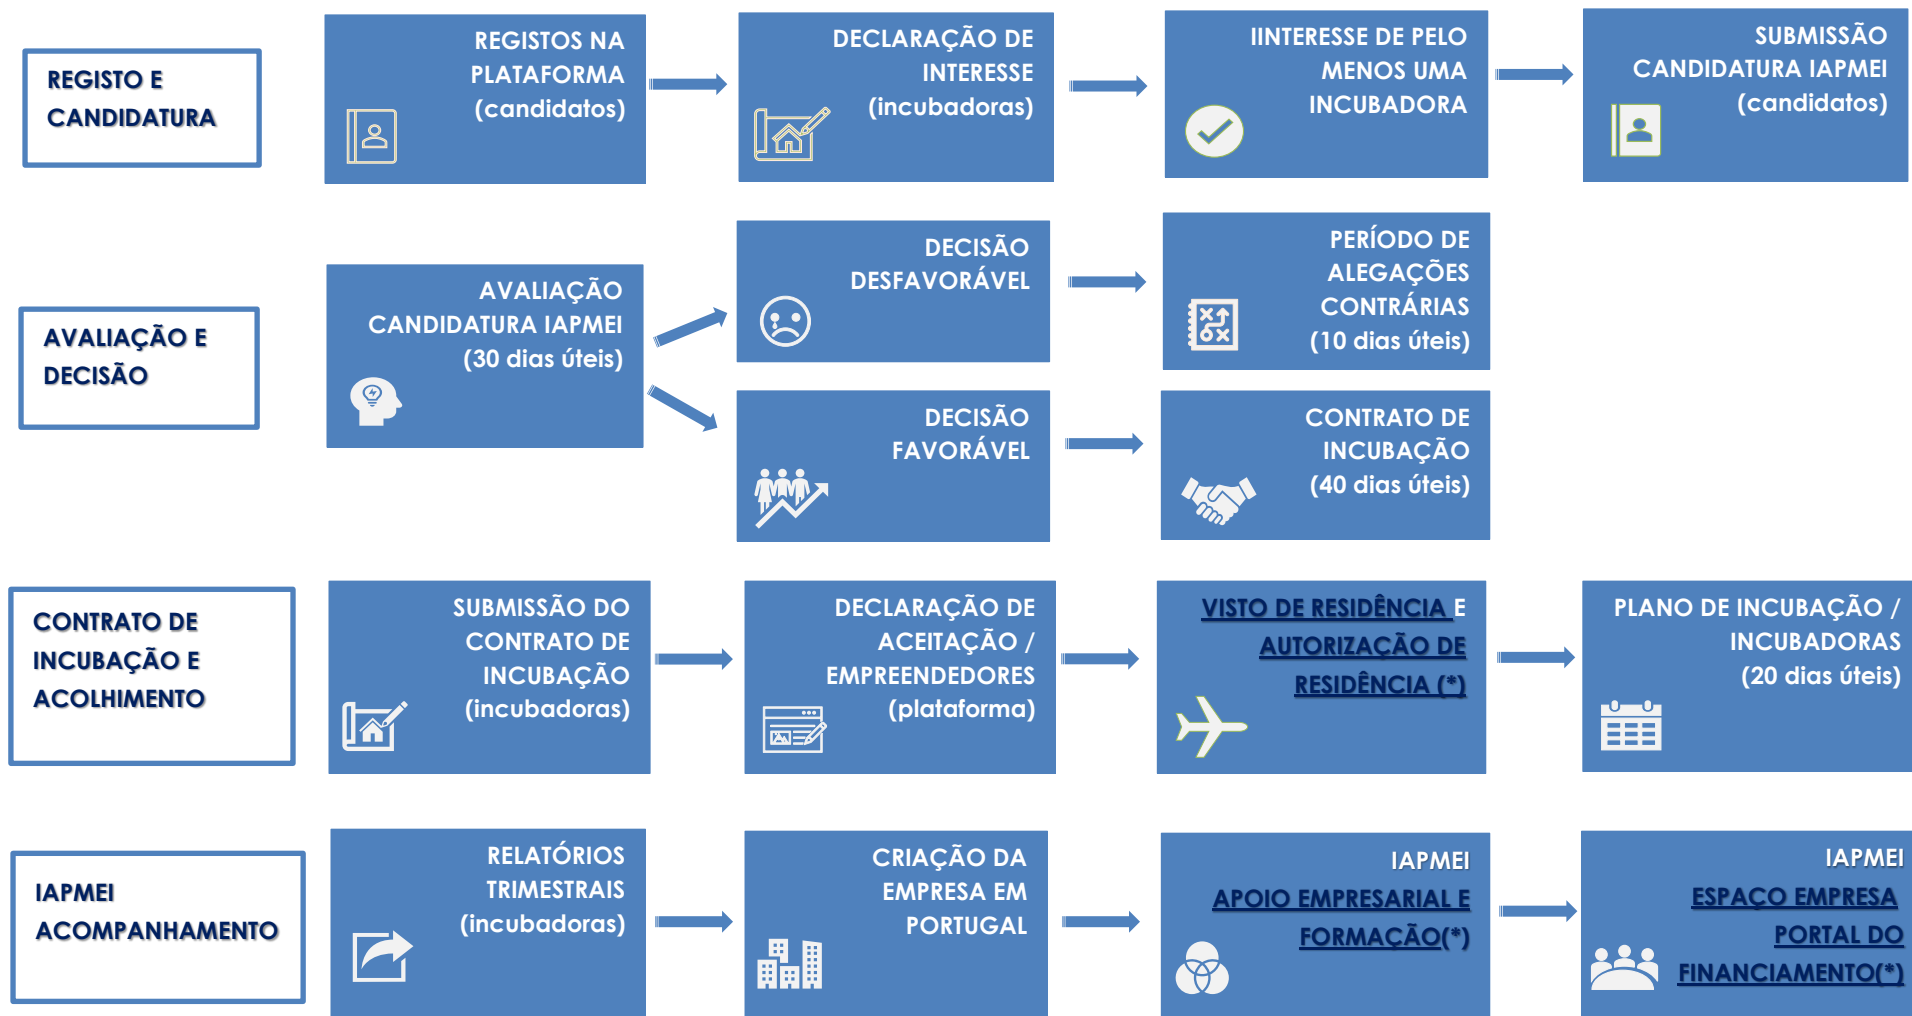 REGISTO E
CANDIDATURA
REGISTOS NA
PLATAFORMA
(candidatos)
DECLARAÇÃO DE
INTERESSE
(incubadoras)
IINTERESSE DE PELO
MENOS UMA
INCUBADORA
SUBMISSÃO
CANDIDATURA IAPMEI
(candidatos)
AVALIAÇÃO E
DECISÃO
AVALIAÇÃO
CANDIDATURA IAPMEI
(30 dias úteis)
DECISÃO
DESFAVORÁVEL
PERÍODO DE
ALEGAÇÕES
CONTRÁRIAS
(10 dias úteis)
DECISÃO
FAVORÁVEL
CONTRATO DE
INCUBAÇÃO
(40 dias úteis)
CONTRATO DE
INCUBAÇÃO E
ACOLHIMENTO
SUBMISSÃO DO
CONTRATO DE
INCUBAÇÃO
(incubadoras)
DECLARAÇÃO DE
ACEITAÇÃO /
EMPREENDEDORES
(plataforma)
VISTO DE RESIDÊNCIA E
AUTORIZAÇÃO DE
RESIDÊNCIA (*)
PLANO DE INCUBAÇÃO /
INCUBADORAS
(20 dias úteis)
IAPMEI
ACOMPANHAMENTO
RELATÓRIOS
TRIMESTRAIS
(incubadoras)
CRIAÇÃO DA
EMPRESA EM
PORTUGAL
IAPMEI
APOIO EMPRESARIAL E
FORMAÇÃO(*)
IAPMEI
ESPAÇO EMPRESA
PORTAL DO
FINANCIAMENTO(*)